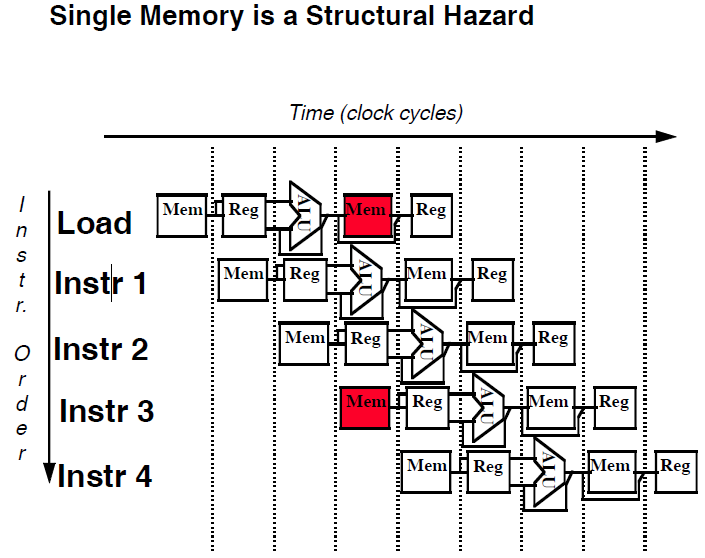 Single Memory is a Structural Hazard
Time (clock cycles)
Instr. Order
Load Mem Reg ALU Mem Reg
Instr 1 Mem Reg ALU Mem Reg
Instr 2 Mem Reg ALU Mem Reg
Instr 3 Mem Reg ALU Mem Reg
Instr 4 Mem Reg ALU Mem Reg